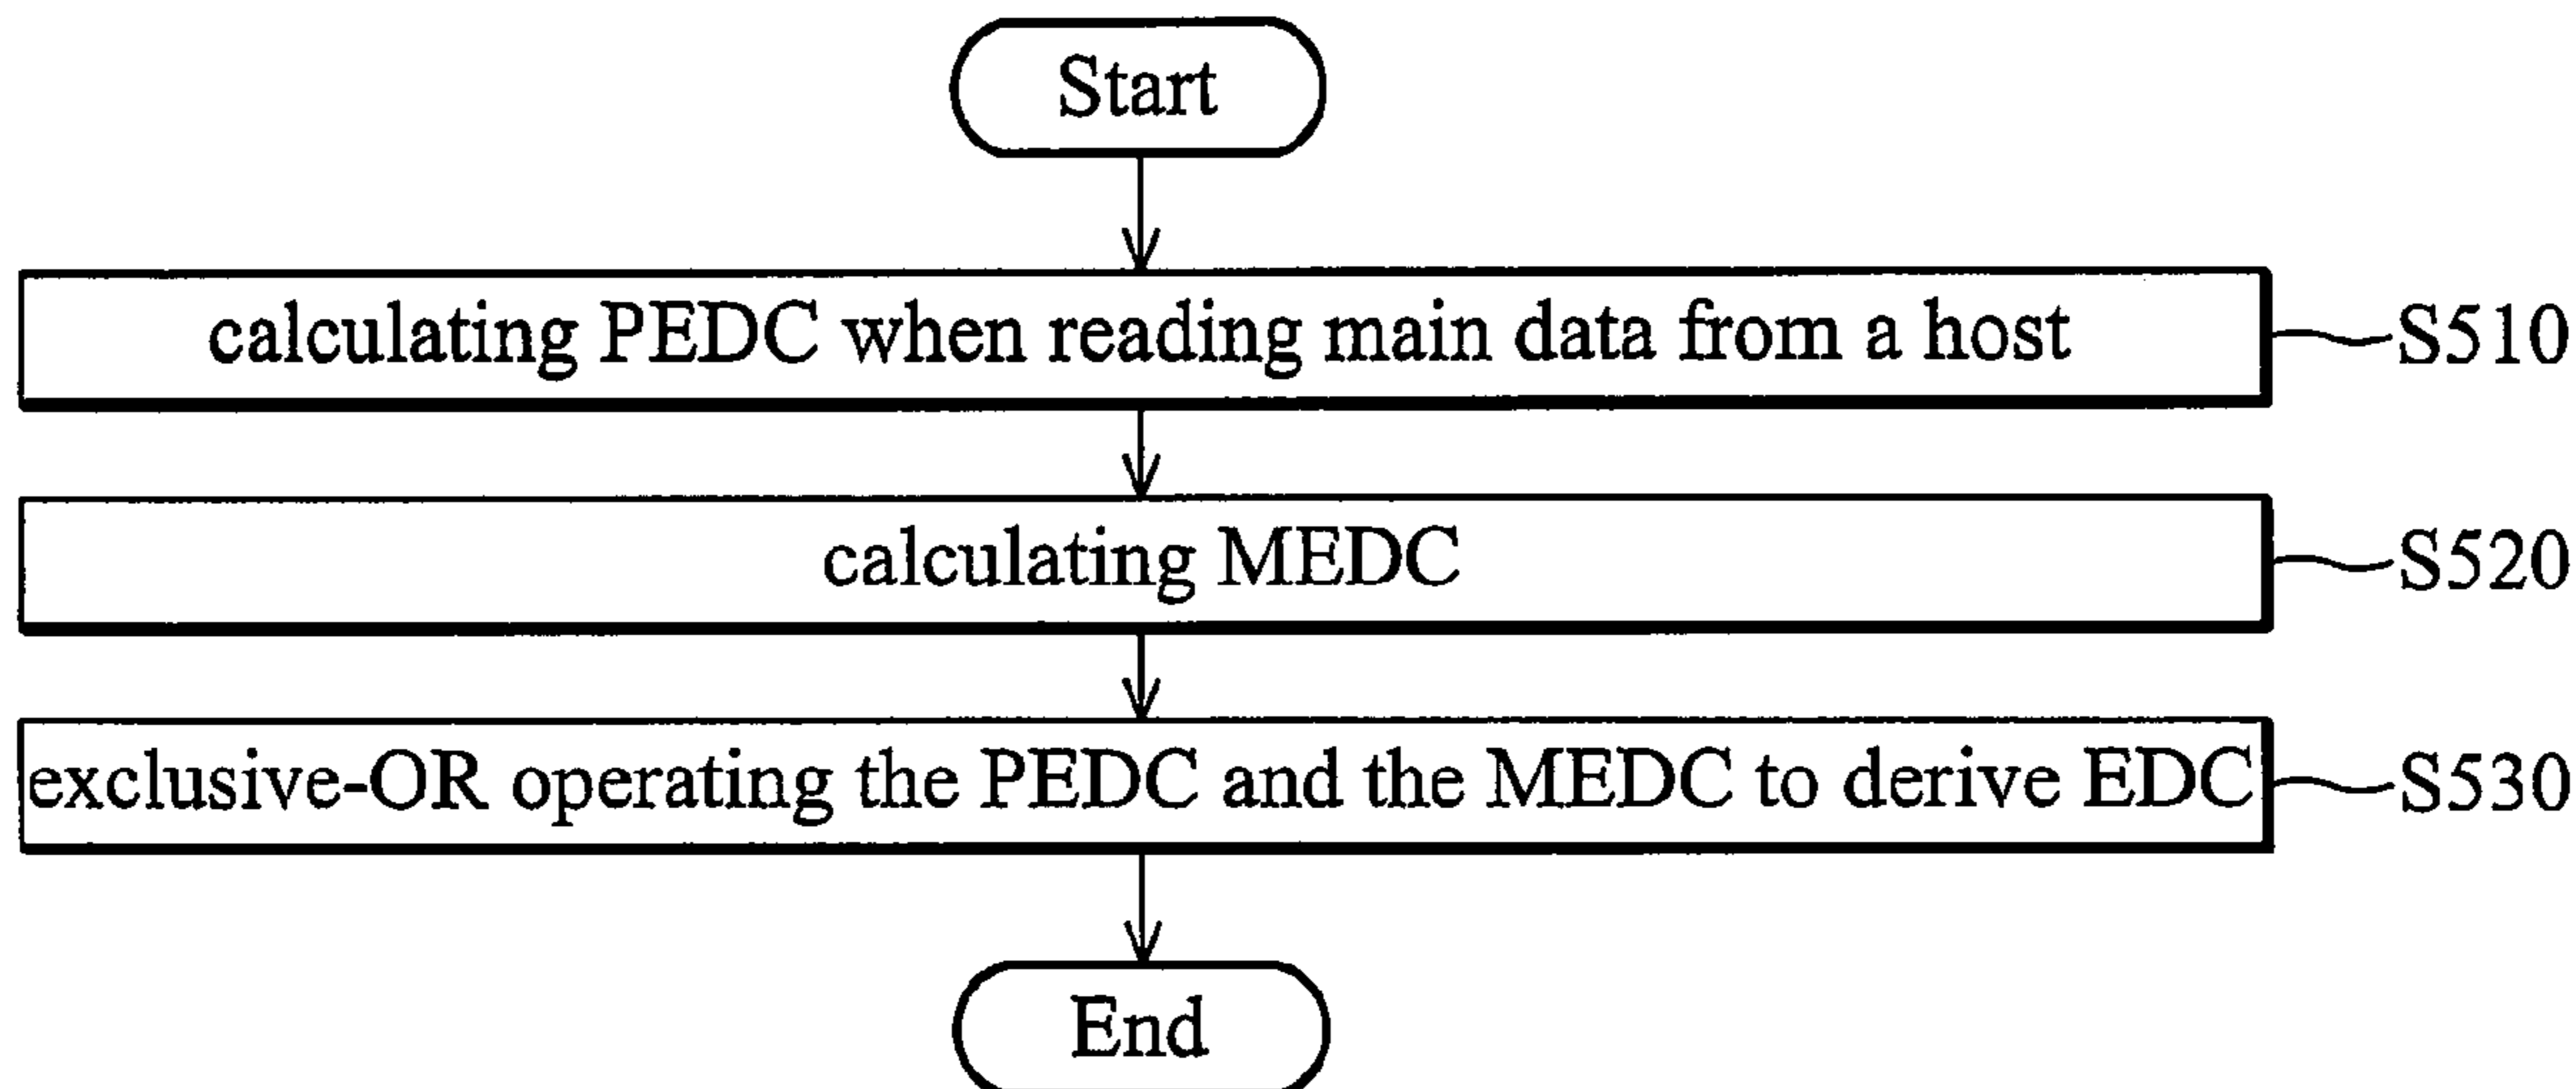 Start
calculating PEDC when reading main data from a host
S510
calculating MEDC
S520
exclusive-OR operating the PEDC and the MEDC to derive EDC
S530
End